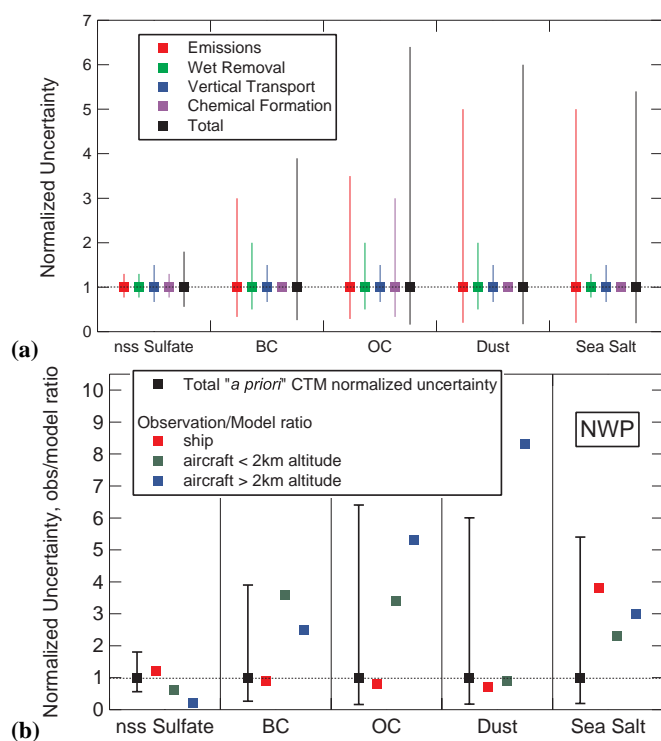 7
6
5
4
3
2
1
0
Normalized Uncertainty
Emissions
Wet Removal
Vertical Transport
Chemical Formation
Total
nss Sulfate BC OC Dust Sea Salt
(a)
10
9
8
7
6
5
4
3
2
1
0
Normalized Uncertainty, obs/model ratio
Total "a priori" CTM normalized uncertainty
Observation/Model ratio
ship
aircraft < 2km altitude
aircraft > 2km altitude
NWP
nss Sulfate BC OC Dust Sea Salt
(b)